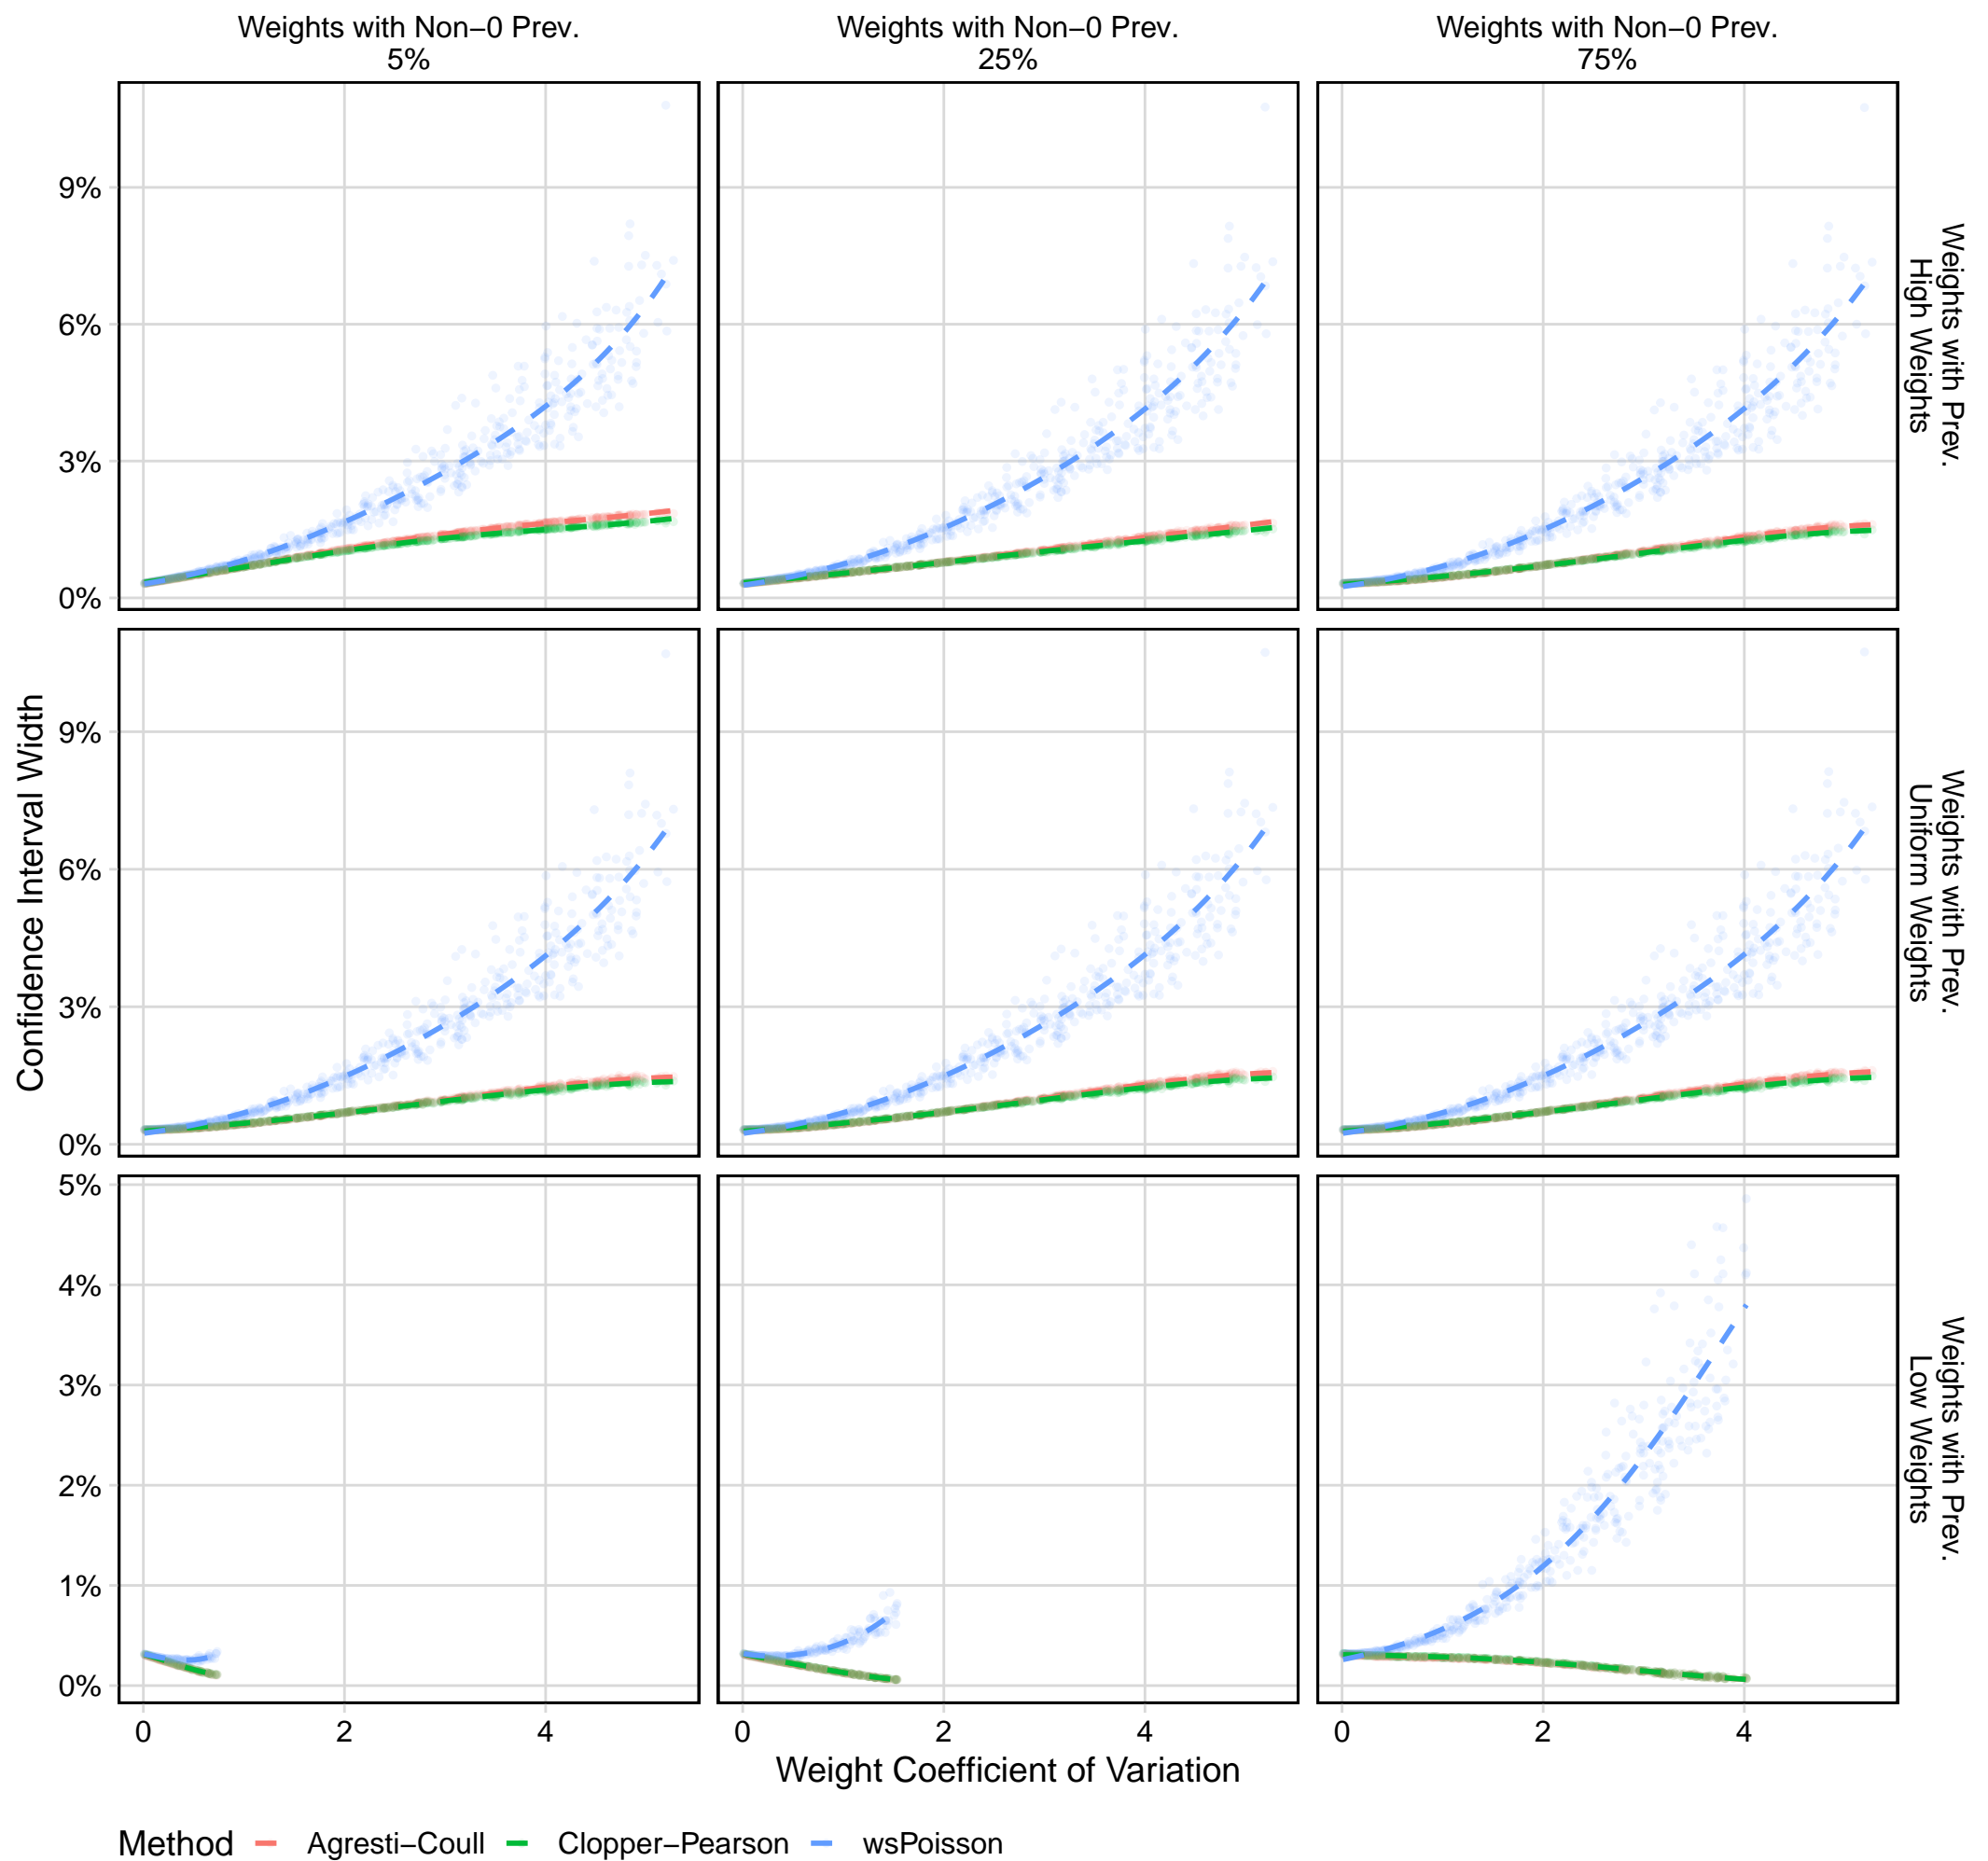 Weights with Non−0 Prev.
5%
Weights with Non−0 Prev.
25%
Weights with Non−0 Prev.
75%
9%
6%
3%
0%
Weights with Prev.
High Weights
Confidence Interval Width
9%
6%
3%
0%
Weights with Prev.
Uniform Weights
5%
4%
3%
2%
1%
0%
Weights with Prev.
Low Weights
0 2 4
0 2 4
0 2 4
Weight Coefficient of Variation
Method Agresti−Coull Clopper−Pearson wsPoisson